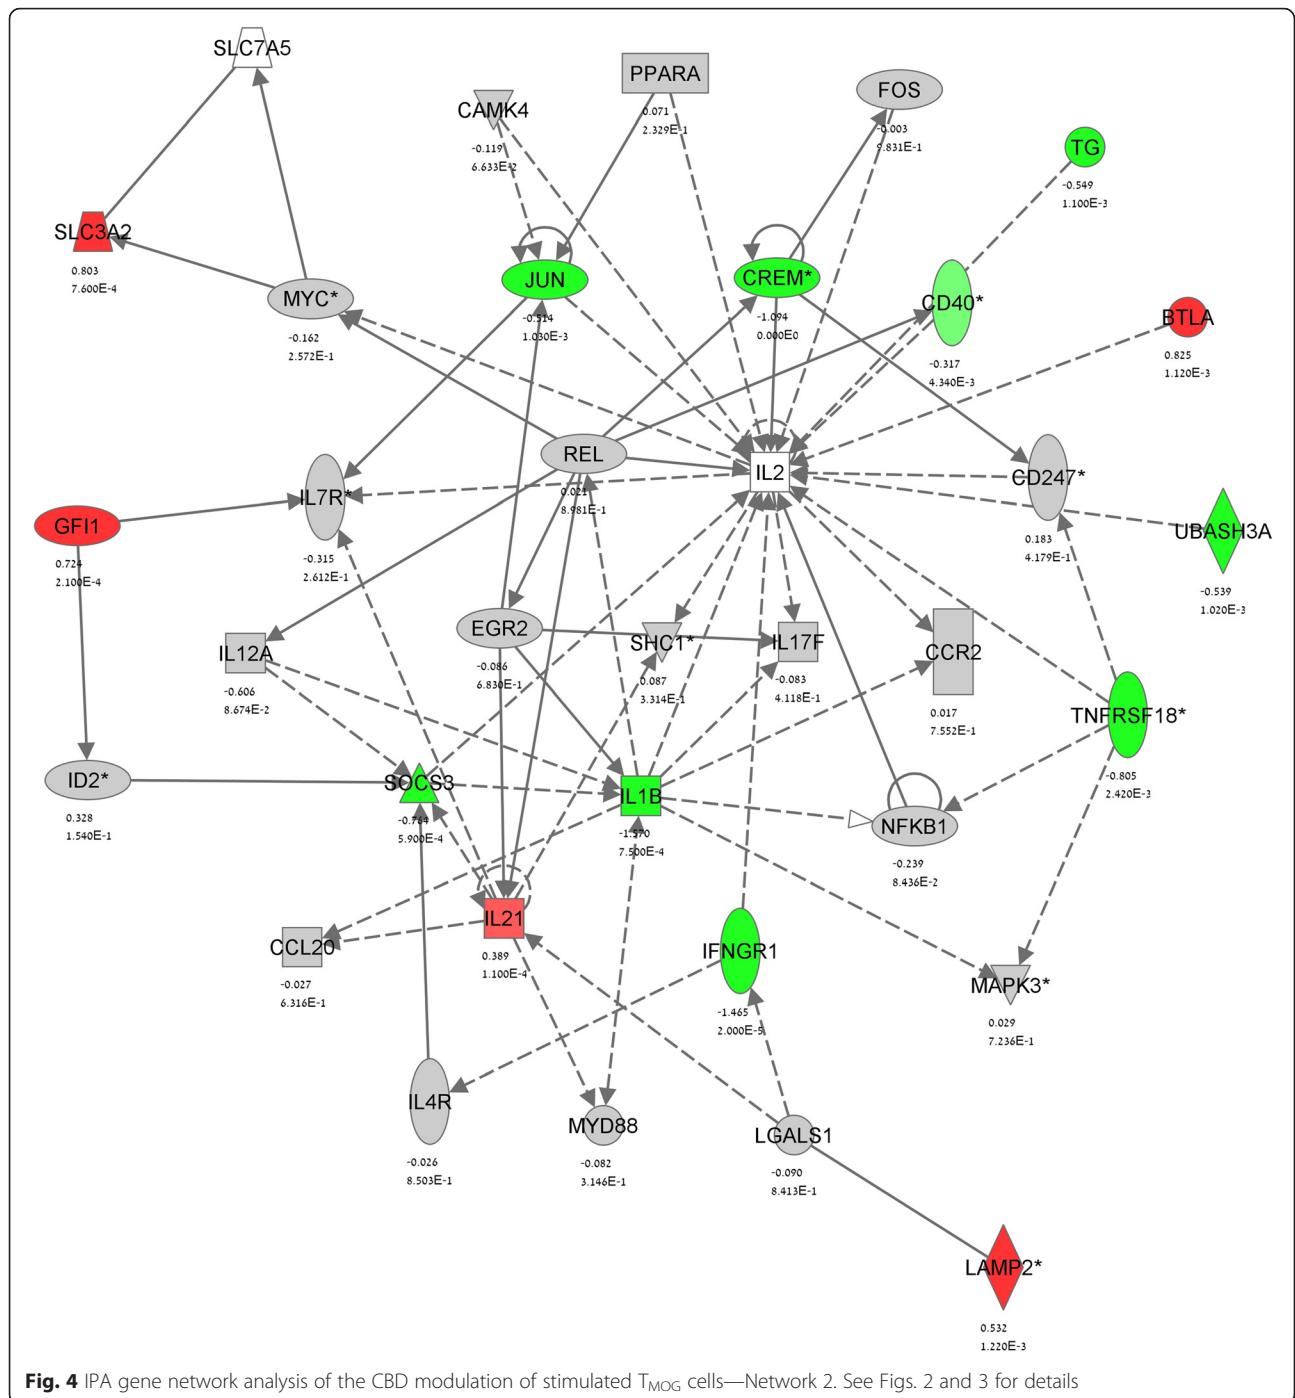 SLC7A5
PPARA
0.071
2.329E-1
FOS
-0.003
9.831E-1
CAMK4
-0.119
6.633E-2
TG
-0.549
1.100E-3
SLC3A2
0.803
7.600E-4
MYC*
-0.162
2.572E-1
JUN
-0.514
1.030E-3
CREM*
-1.094
0.000E0
CD40*
-0.317
4.340E-3
BTLA
0.825
1.120E-3
REL
0.021
8.981E-1
IL2
CD247*
0.183
4.179E-1
IL7R*
-0.315
2.612E-1
GFI1
0.724
2.100E-4
UBASH3A
-0.539
1.020E-3
EGR2
-0.086
6.830E-1
SHC1*
0.087
3.314E-1
IL17F
-0.083
4.118E-1
CCR2
0.017
7.552E-1
IL12A
-0.606
8.674E-2
TNFRSF18*
-0.805
2.420E-3
ID2*
0.328
1.540E-1
SOCS3
-0.764
5.900E-4
IL1B
-1.570
7.500E-4
NFKB1
-0.239
8.436E-2
IL21
0.389
1.100E-4
CCL20
-0.027
6.316E-1
IFNGR1
-1.465
2.000E-5
MAPK3*
0.029
7.236E-1
IL4R
-0.026
8.503E-1
MYD88
-0.082
3.146E-1
LGALS1
-0.090
8.413E-1
LAMP2*
0.532
1.220E-3
Fig. 4 IPA gene network analysis of the CBD modulation of stimulated TMOG cells—Network 2. See Figs. 2 and 3 for details